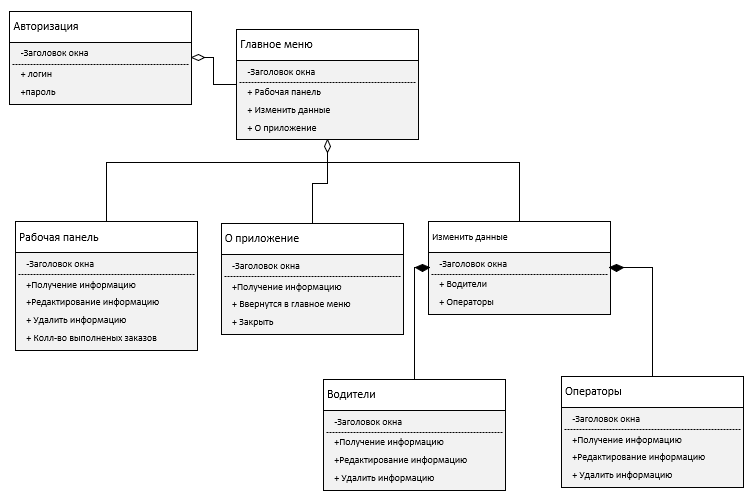 Авторизация
-Заголовок окна
+ логин
+пароль
Главное меню
-Заголовок окна
+ Рабочая панель
+ Изменить данные
+ О приложение
Рабочая панель
-Заголовок окна
+Получение информацию
+Редактирование информацию
+ Удалить информацию
+ Колл-во выполненых заказов
О приложение
-Заголовок окна
+Получение информацию
+ Ввернутся в главное меню
+ Закрыть
Изменить данные
-Заголовок окна
+ Водители
+ Операторы
Водители
-Заголовок окна
+Получение информацию
+Редактирование информацию
+ Удалить информацию
Операторы
-Заголовок окна
+Получение информацию
+Редактирование информацию
+ Удалить информацию